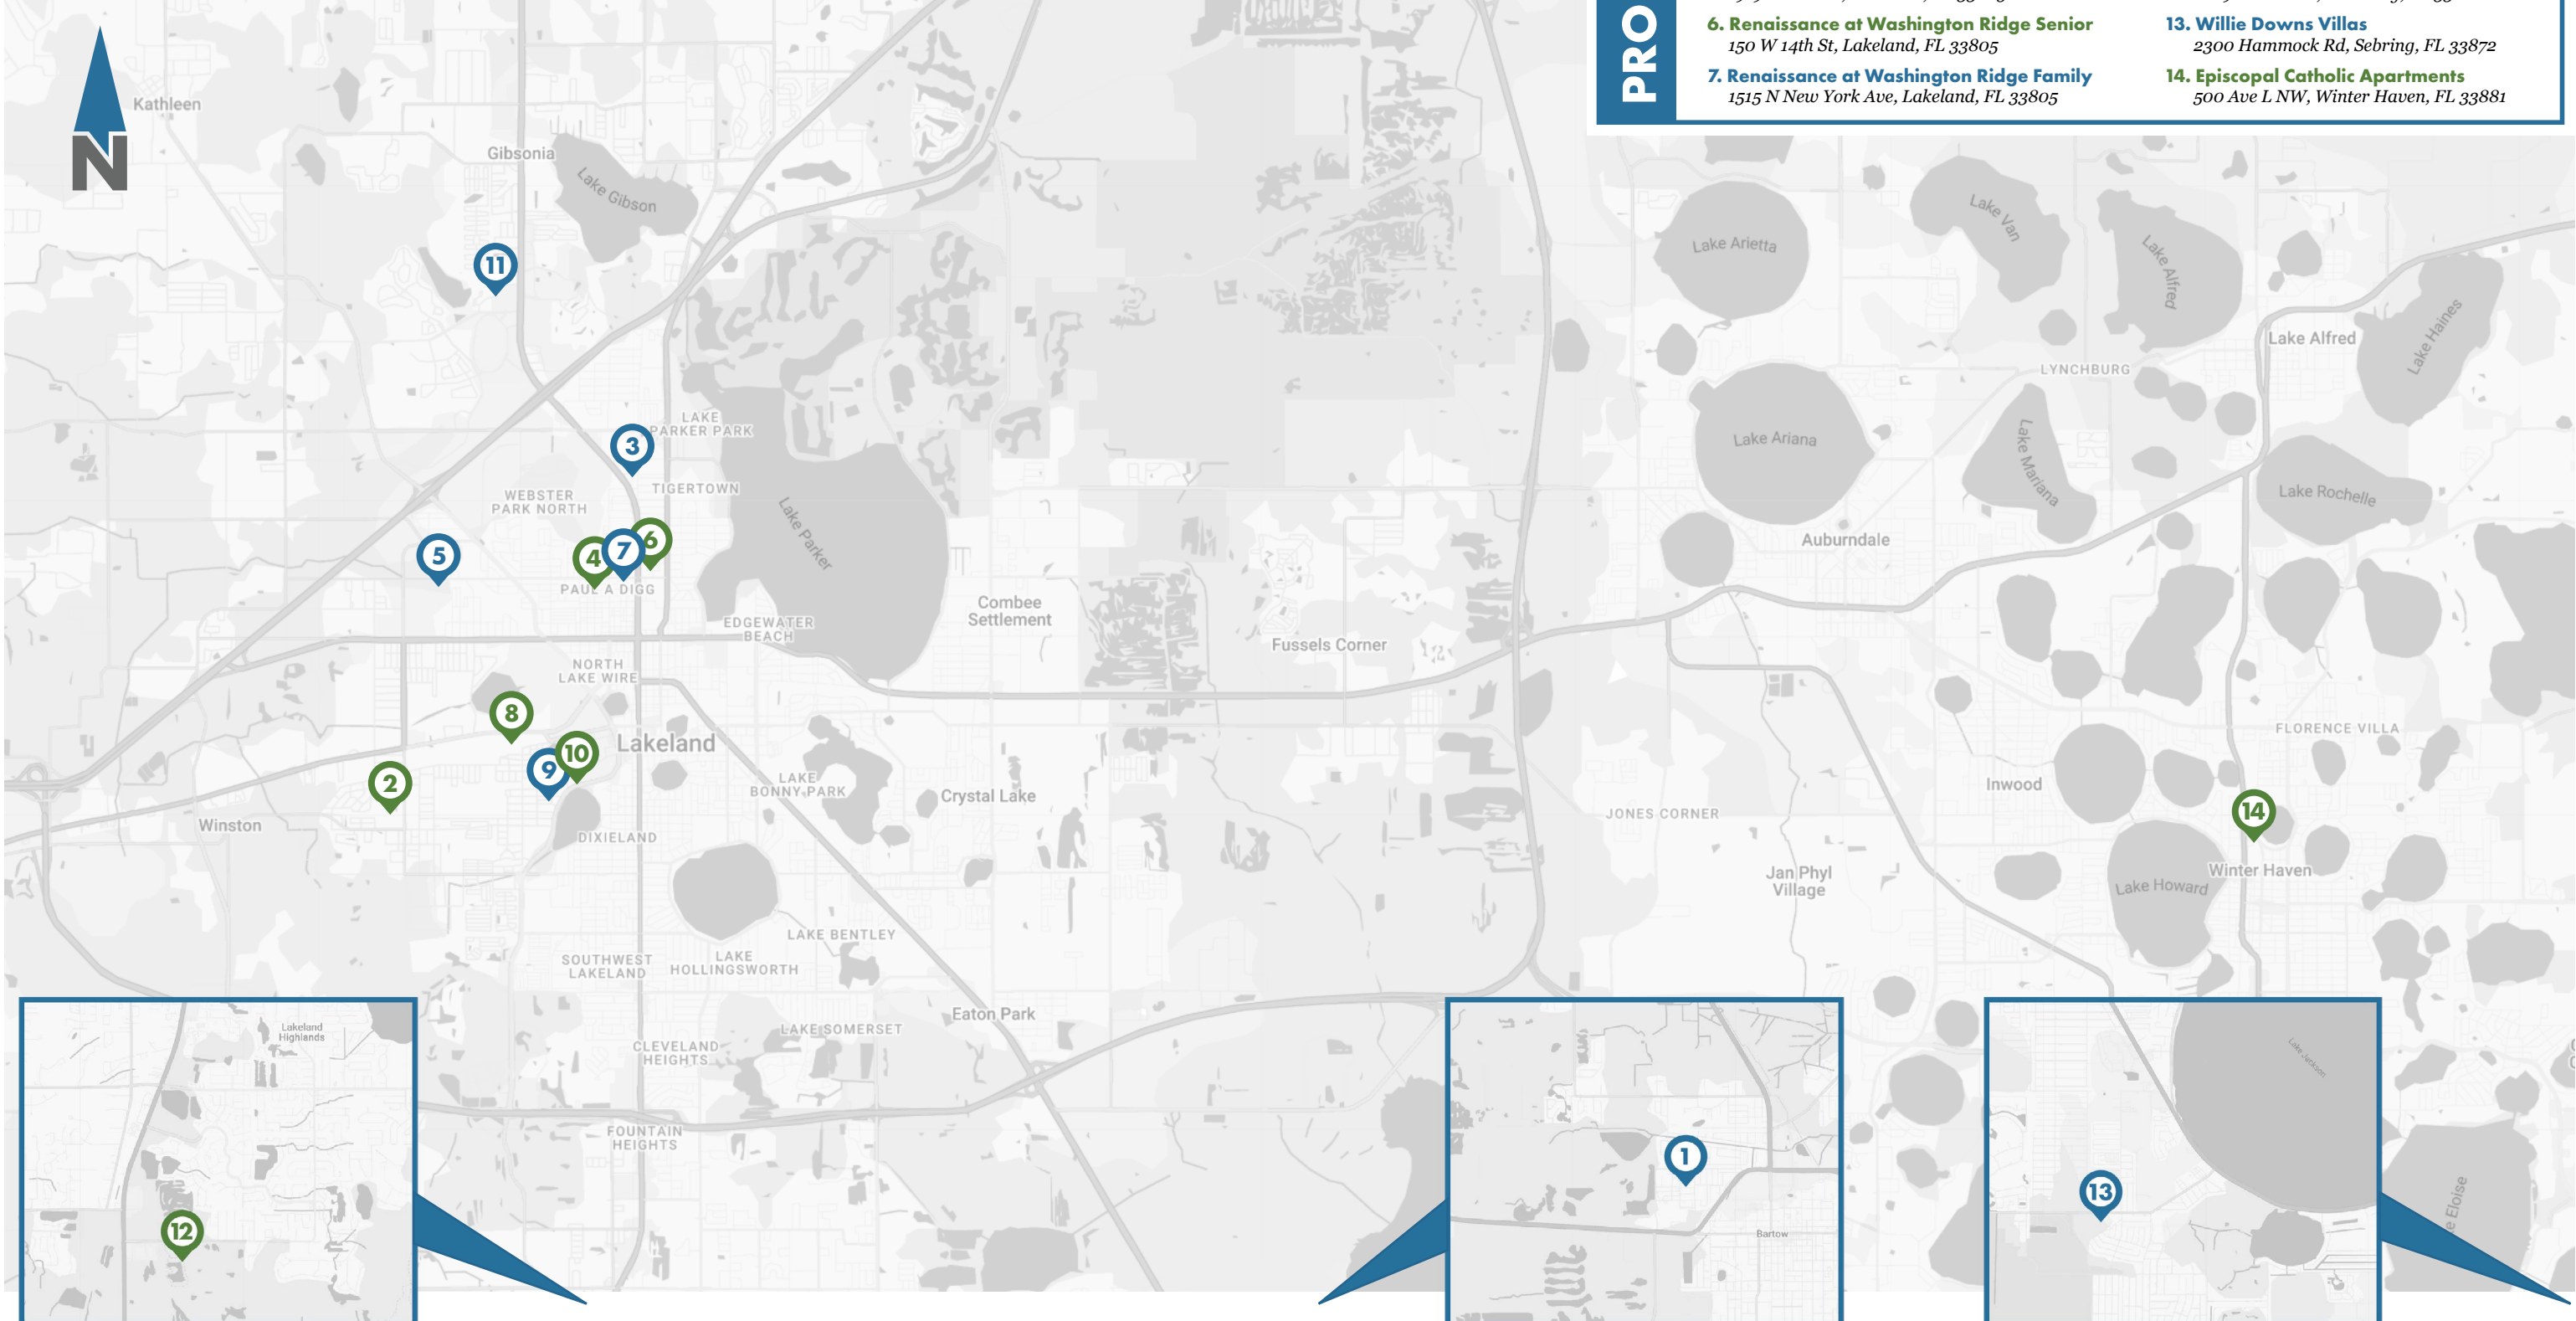 PRO
6. Renaissance at Washington Ridge Senior
150 W 14th St, Lakeland, FL 33805
7. Renaissance at Washington Ridge Family
1515 N New York Ave, Lakeland, FL 33805
13. Willie Downs Villas
2300 Hammock Rd, Sebring, FL 33872
14. Episcopal Catholic Apartments
500 Ave L NW, Winter Haven, FL 33881
N
Kathleen
Gibsonia
Lake Gibson
11
Lake Arietta
Lake Van
Lake Alfred
Lake Alfred
Lake Haines
LYNCHBURG
LAKE
PARKER PARK
3
Lake Ariana
Lake Mariana
TIGERTOWN
WEBSTER
PARK NORTH
Lake Rochelle
Lake Parker
Auburndale
5
4
7
6
PAUL A DIGG
Combee
Settlement
EDGEWATER
BEACH
Fussels Corner
NORTH
LAKE WIRE
8
Lakeland
10
9
2
FLORENCE VILLA
LAKE
BONNY PARK
Crystal Lake
Inwood
14
JONES CORNER
Winston
DIXIELAND
Jan Phyl
Village
Winter Haven
Lake Howard
LAKE BENTLEY
SOUTHWEST
LAKELAND
LAKE
HOLLINGSWORTH
Eaton Park
LAKE SOMERSET
CLEVELAND
HEIGHTS
FOUNTAIN
HEIGHTS
Lakeland
Highlands
12
1
Bartow
Lake Jackson
13
Eloise